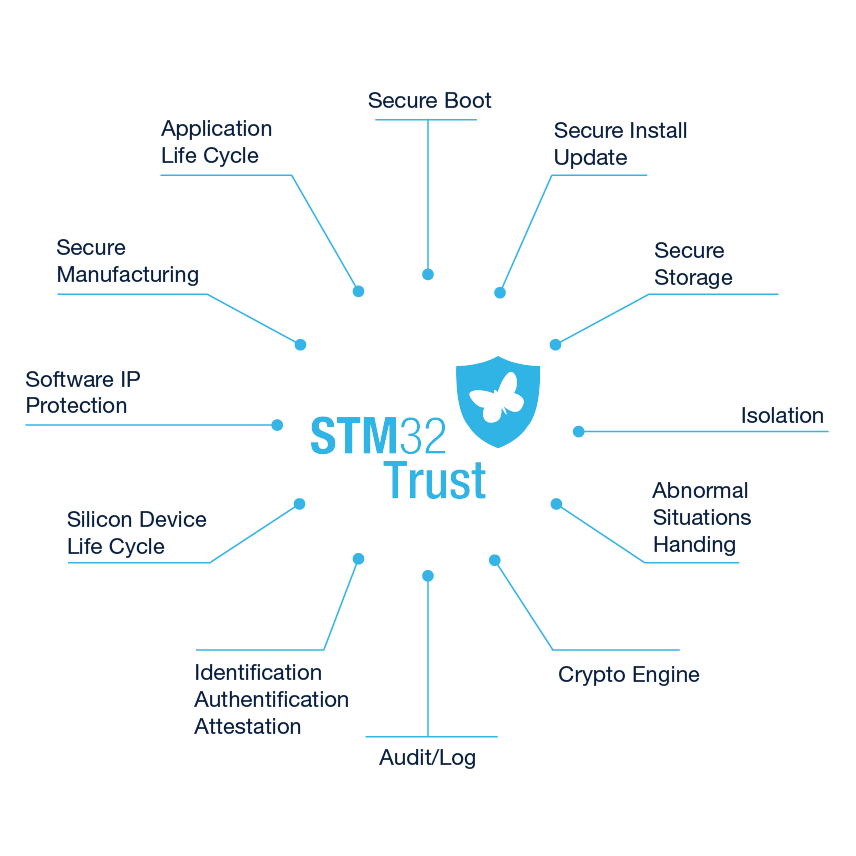 Secure Boot
Application
Life Cycle
Secure Install
Update
Secure
Manufacturing
Secure
Storage
Software IP
Protection
STM32
Trust
Isolation
Silicon Device
Life Cycle
Abnormal
Situations
Handing
Identification
Authentification
Attestation
Crypto Engine
Audit/Log